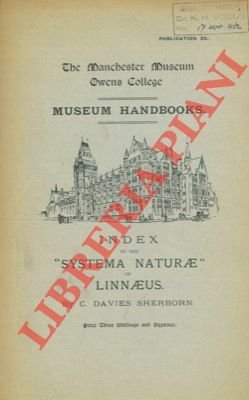 PUBLICATION 25.
The Manchester Museum
Owens College
MUSEUM HANDBOOKS.
INDEX
TO THE
"SYSTEMA NATURÆ"
OF
LINNÆUS.
By C. DAVIES SHERBORN.
Price Three Shillings and Sixpence.
LIBRERIA PIANI